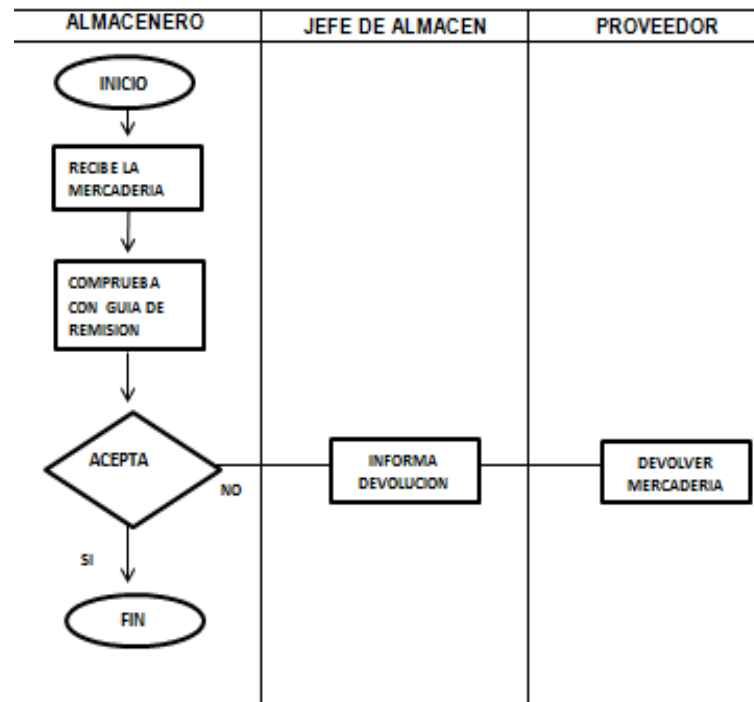 ALMACENERO
JEFE DE ALMACEN
PROVEEDOR
INICIO
RECIBE LA
MERCADERIA
COMPRUEBA
CON GUIA DE
REMISION
ACEPTA
NO
INFORMA
DEVOLUCION
DEVOLVER
MERCADERIA
SI
FIN